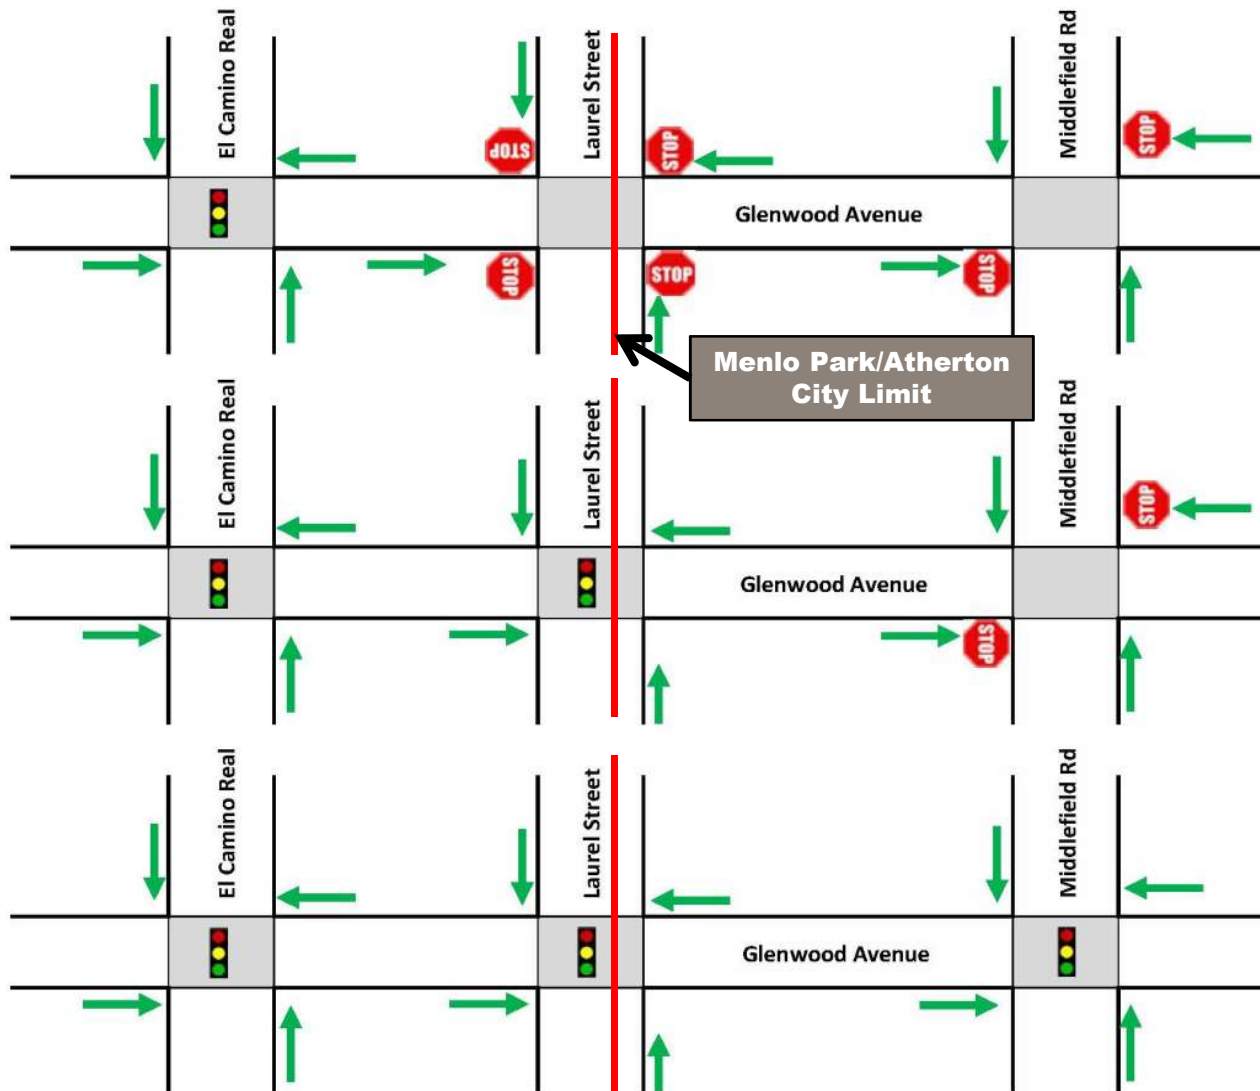 El Camino Real
Laurel Street
Middlefield Rd
STOP
STOP
STOP
Glenwood Avenue
STOP
STOP
STOP
Menlo Park/Atherton
City Limit
El Camino Real
Laurel Street
Middlefield Rd
STOP
Glenwood Avenue
STOP
El Camino Real
Laurel Street
Middlefield Rd
Glenwood Avenue